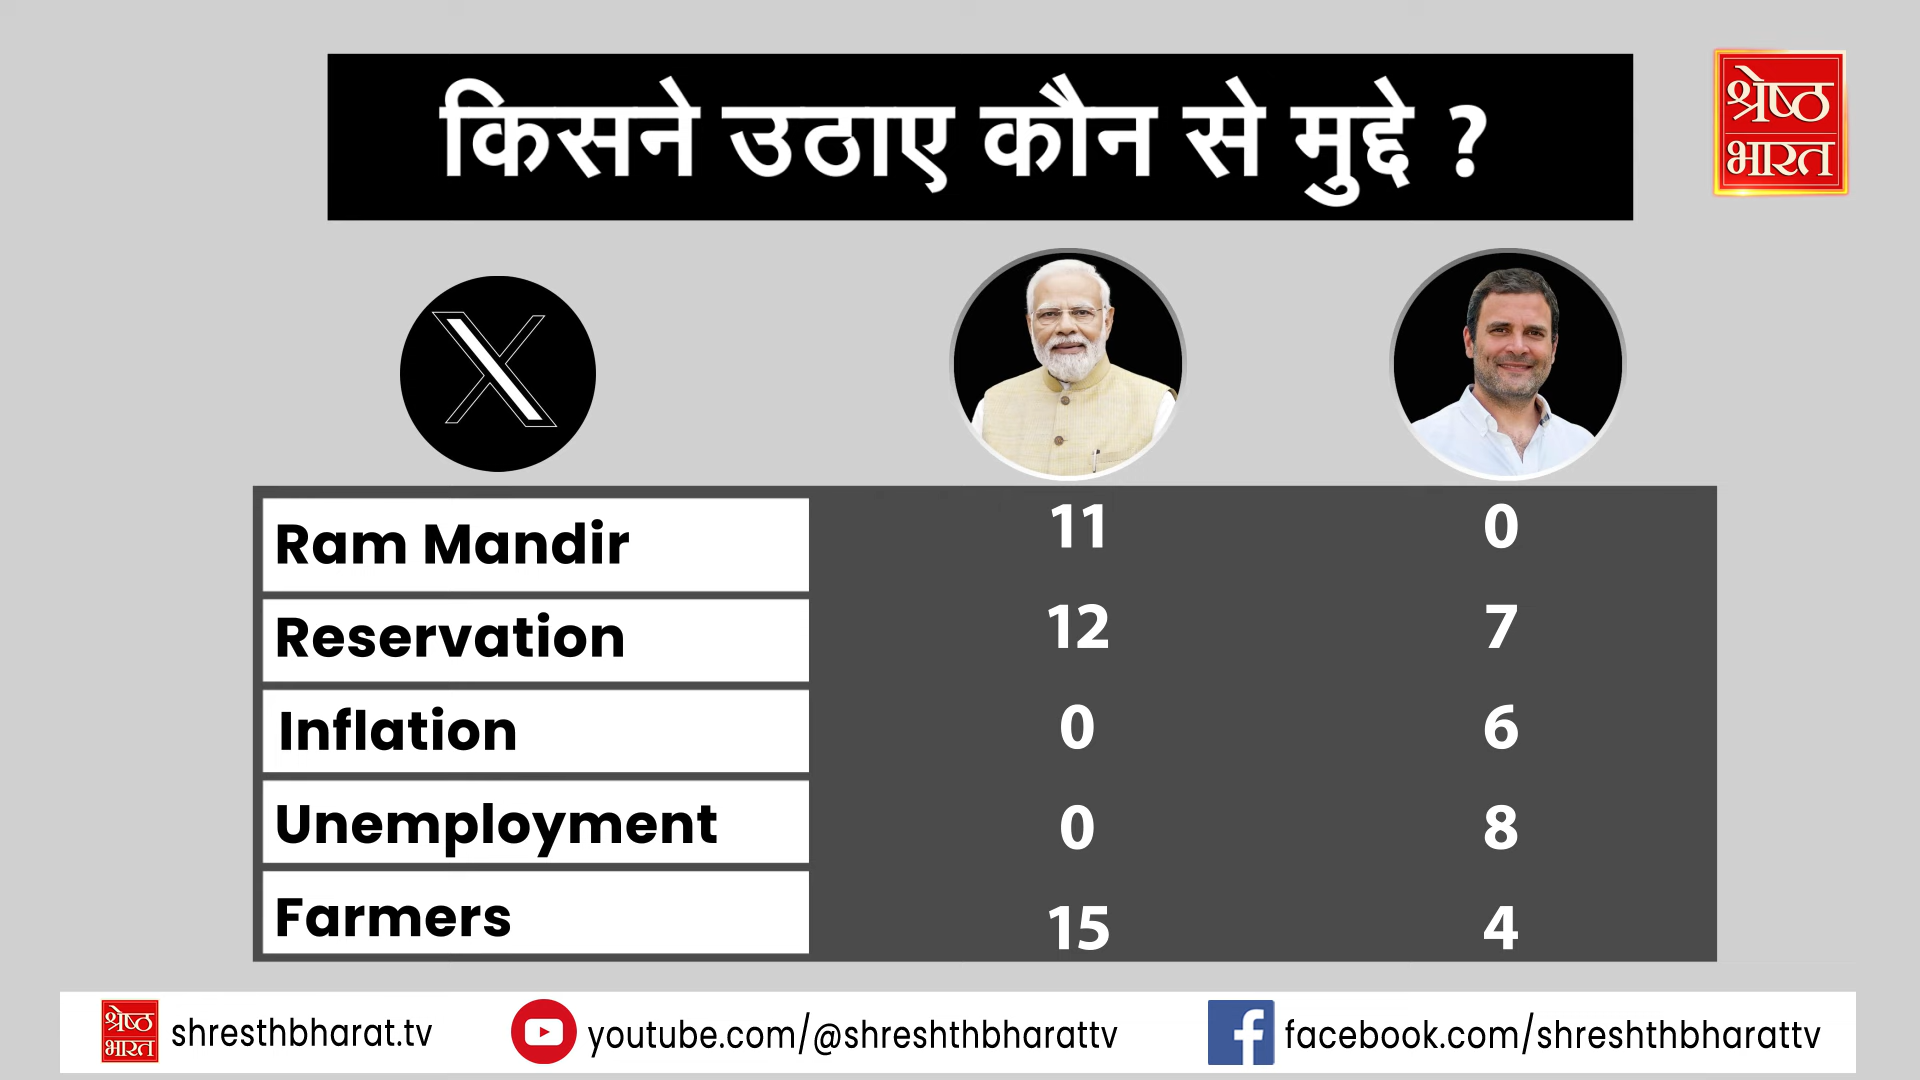 किसने उठाए कौन से मुद्दे ?
श्रेष्ठ
भारत
Ram Mandir 11 0
Reservation 12 7
Inflation 0 6
Unemployment 0 8
Farmers 15 4
श्रेष्ठ
भारत
shresthbharat.tv
youtube.com/@shreshthbharattv
facebook.com/shreshthbharattv